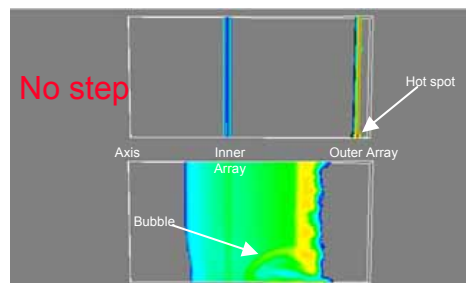 No step
Hot spot
Axis
Inner
Array
Outer Array
Bubble